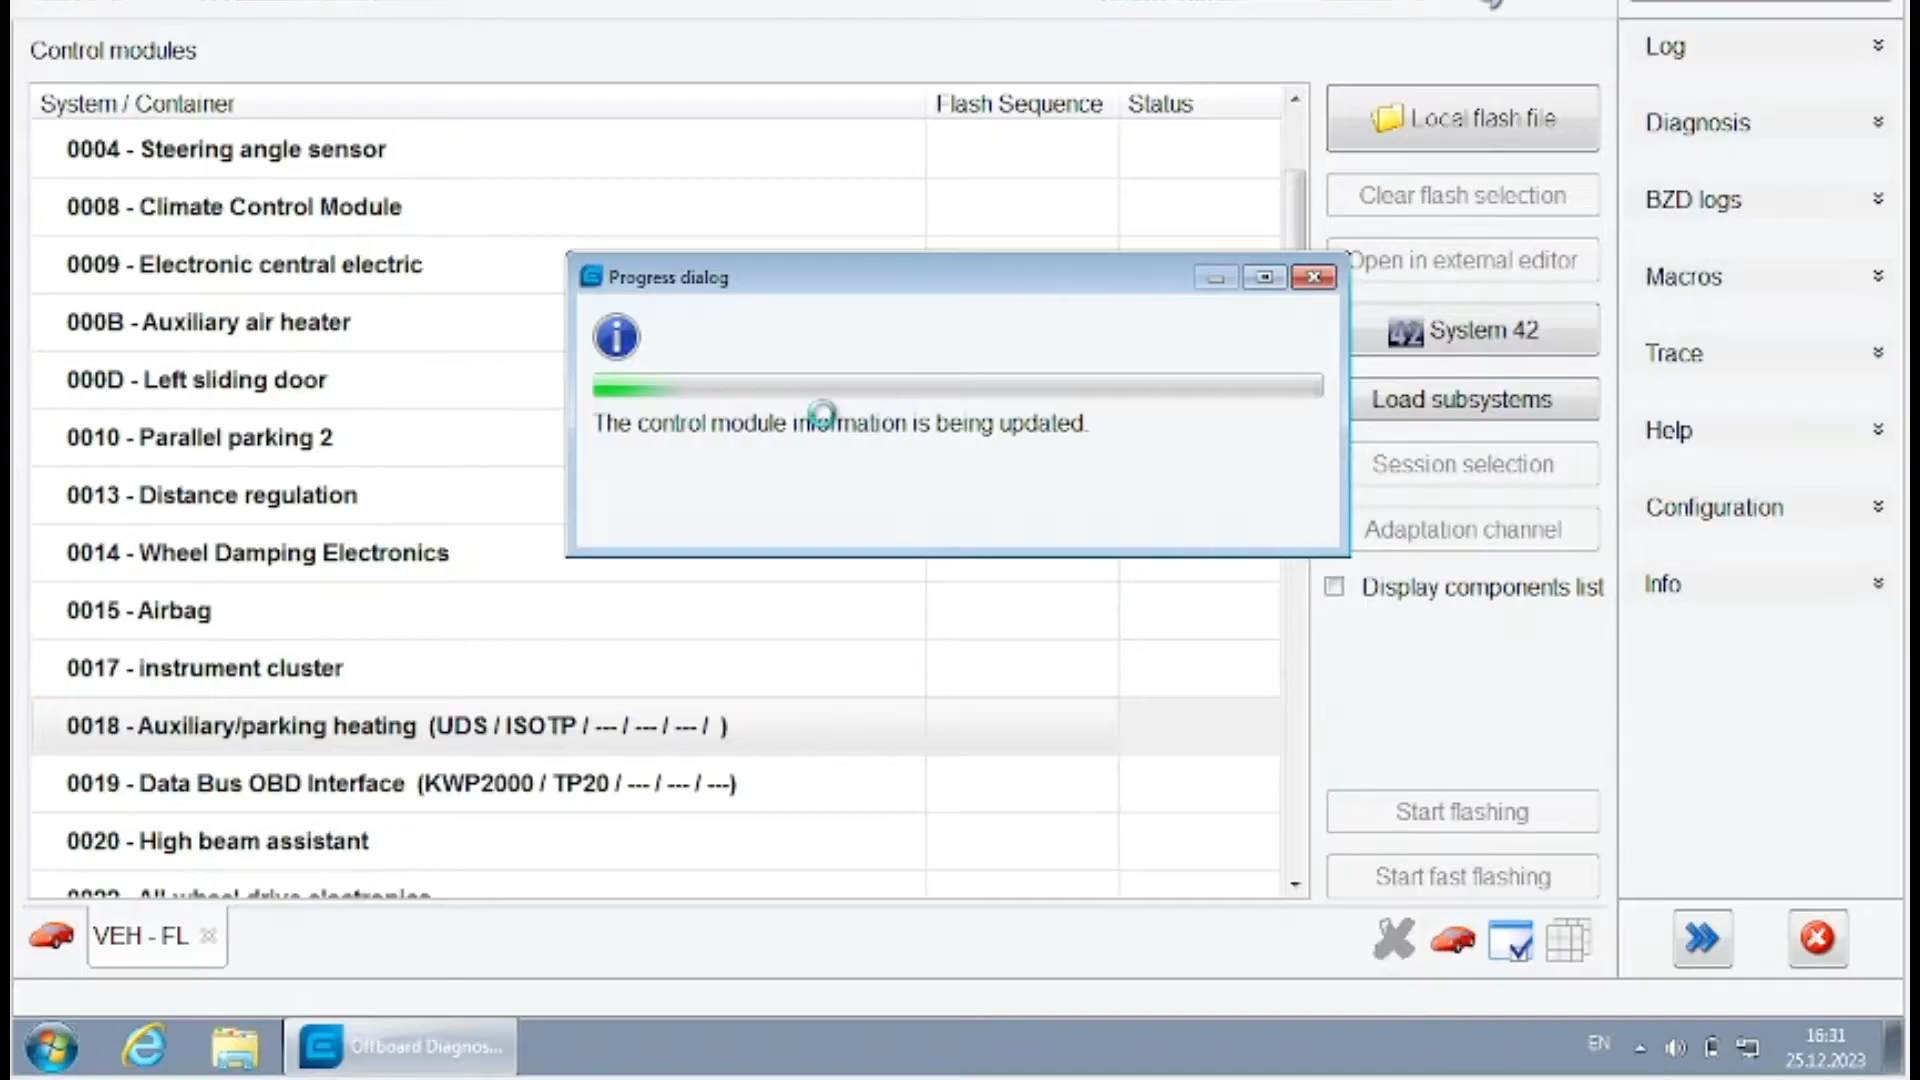 Control modules
System / Container
Flash Sequence
Status
0004 - Steering angle sensor
0008 - Climate Control Module
0009 - Electronic central electric
000B - Auxiliary air heater
000D - Left sliding door
0010 - Parallel parking 2
0013 - Distance regulation
0014 - Wheel Damping Electronics
0015 - Airbag
0017 - instrument cluster
0018 - Auxiliary/parking heating (UDS / ISOTP / --- / --- / --- / )
0019 - Data Bus OBD Interface (KWP2000 / TP20 / --- / --- / ---)
0020 - High beam assistant
0022 - All wheel drive electronics
Progress dialog
The control module information is being updated.
Local flash file
Clear flash selection
Open in external editor
42 System 42
Load subsystems
Session selection
Adaptation channel
Display components list
Start flashing
Start fast flashing
Log
Diagnosis
BZD logs
Macros
Trace
Help
Configuration
Info
VEH - FL
Offboard Diagnos...
EN
16:31
25.12.2023